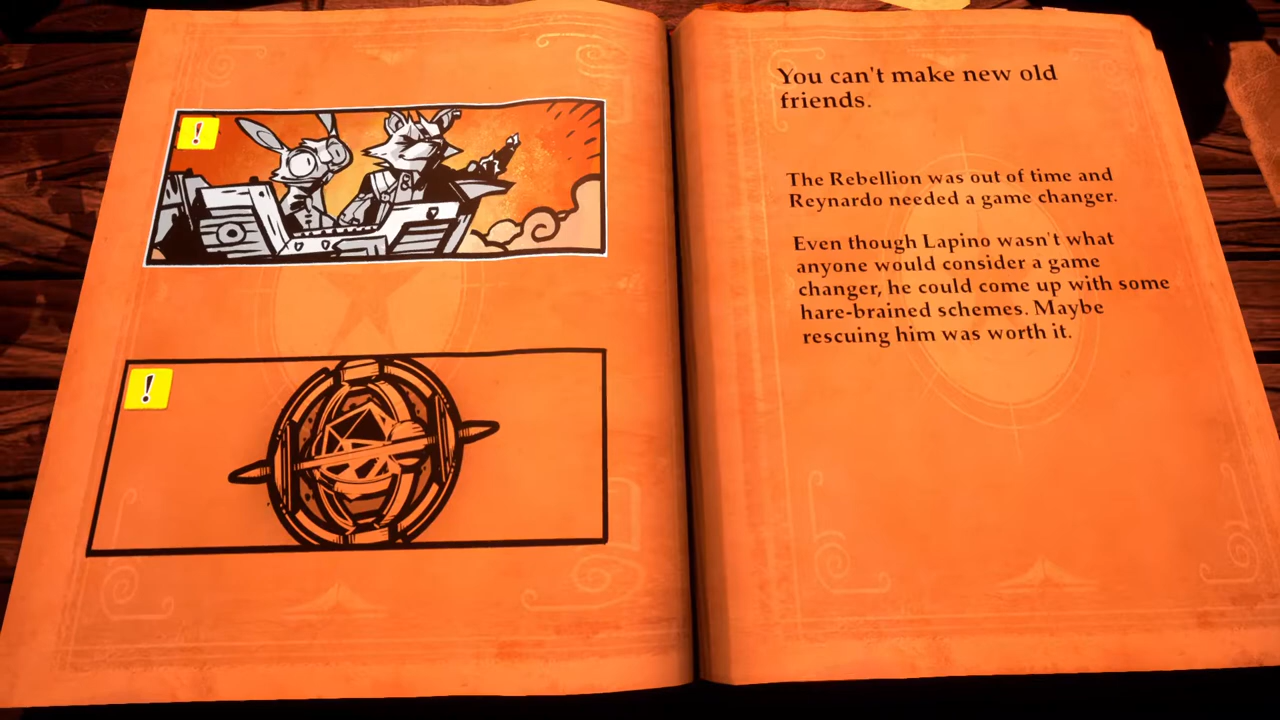 !
!
You can't make new old
friends.
The Rebellion was out of time and
Reynardo needed a game changer.
Even though Lapino wasn't what
anyone would consider a game
changer, he could come up with some
hare-brained schemes. Maybe
rescuing him was worth it.